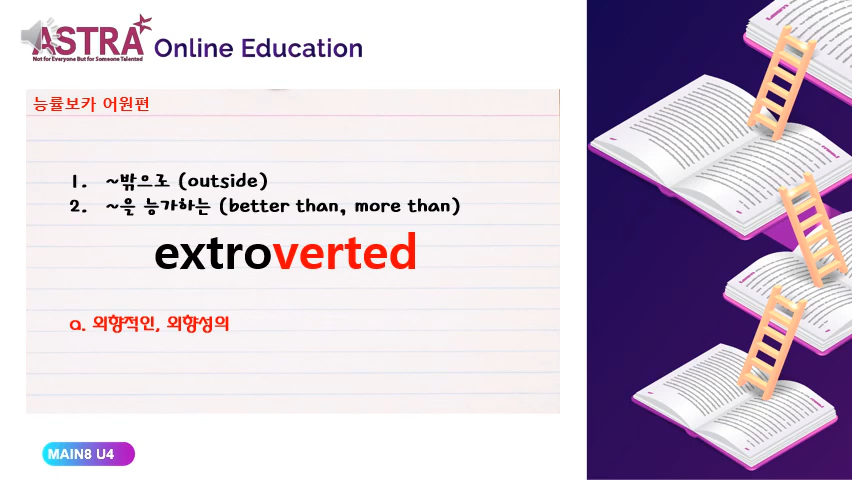 ASTRA
Not for Everyone But for Someone Talented
Online Education
능률보카 어원편
1. ~밖으로 (outside)
2. ~을 능가하는 (better than, more than)
extroverted
a. 외향적인, 외향성의
MAIN8 U4